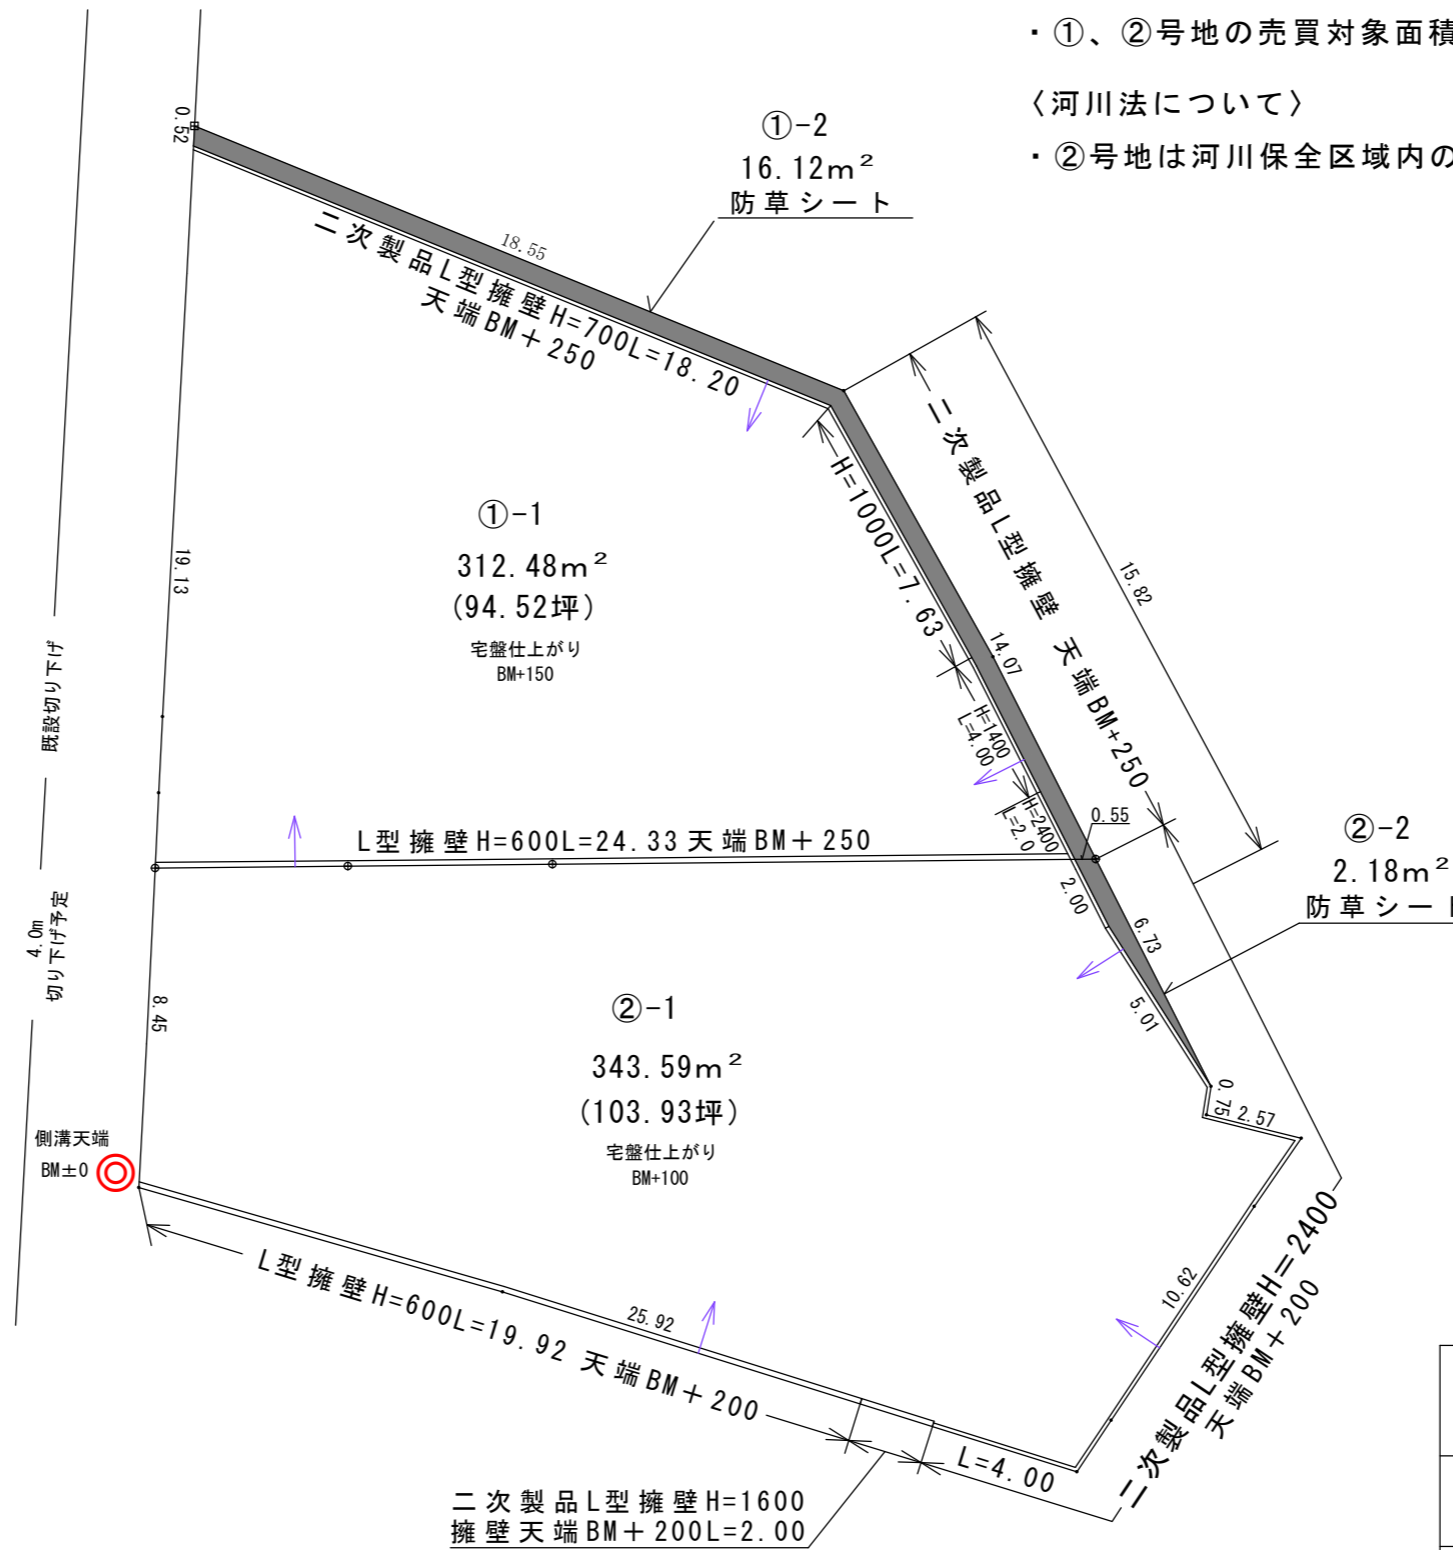 ・①、②号地の売買対象面積
〈河川法について〉
・②号地は河川保全区域内の
①-2
16.12m²
防草シート
0.52
18.55
二次製品L型擁壁H=700L=18.20
天端BM＋250
二次製品L型擁壁 天端BM+250
15.82
H=1000L=7.63
14.07
H=1400
L=4.00
H=2400
L=2.0
0.55
①-1
312.48m²
(94.52坪)
宅盤仕上がり
BM+150
19.13
既設切り下げ
L型擁壁H=600L=24.33 天端BM＋250
②-2
2.18m²
防草シート
2.00
6.73
5.01
4.0m
切り下げ予定
8.45
②-1
343.59m²
(103.93坪)
宅盤仕上がり
BM+100
0.75
2.57
側溝天端
BM±0
10.62
二次製品L型擁壁H＝2400
天端BM＋200
25.92
L型擁壁H=600L=19.92 天端BM＋200
L=4.00
二次製品L型擁壁H=1600
擁壁天端BM＋200L=2.00